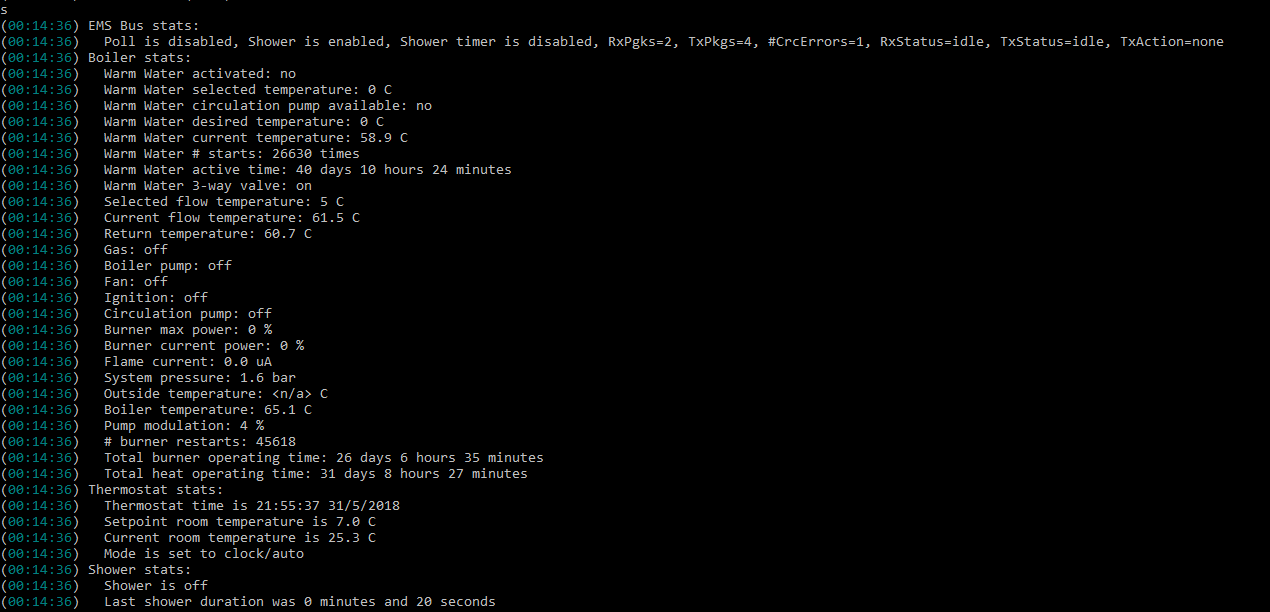 s
(00:14:36) EMS Bus stats:
(00:14:36)   Poll is disabled, Shower is enabled, Shower timer is disabled, RxPgks=2, TxPkgs=4, #CrcErrors=1, RxStatus=idle, TxStatus=idle, TxAction=none
(00:14:36) Boiler stats:
(00:14:36)   Warm Water activated: no
(00:14:36)   Warm Water selected temperature: 0 C
(00:14:36)   Warm Water circulation pump available: no
(00:14:36)   Warm Water desired temperature: 0 C
(00:14:36)   Warm Water current temperature: 58.9 C
(00:14:36)   Warm Water # starts: 26630 times
(00:14:36)   Warm Water active time: 40 days 10 hours 24 minutes
(00:14:36)   Warm Water 3-way valve: on
(00:14:36)   Selected flow temperature: 5 C
(00:14:36)   Current flow temperature: 61.5 C
(00:14:36)   Return temperature: 60.7 C
(00:14:36)   Gas: off
(00:14:36)   Boiler pump: off
(00:14:36)   Fan: off
(00:14:36)   Ignition: off
(00:14:36)   Circulation pump: off
(00:14:36)   Burner max power: 0 %
(00:14:36)   Burner current power: 0 %
(00:14:36)   Flame current: 0.0 uA
(00:14:36)   System pressure: 1.6 bar
(00:14:36)   Outside temperature: <n/a> C
(00:14:36)   Boiler temperature: 65.1 C
(00:14:36)   Pump modulation: 4 %
(00:14:36)   # burner restarts: 45618
(00:14:36)   Total burner operating time: 26 days 6 hours 35 minutes
(00:14:36)   Total heat operating time: 31 days 8 hours 27 minutes
(00:14:36) Thermostat stats:
(00:14:36)   Thermostat time is 21:55:37 31/5/2018
(00:14:36)   Setpoint room temperature is 7.0 C
(00:14:36)   Current room temperature is 25.3 C
(00:14:36)   Mode is set to clock/auto
(00:14:36) Shower stats:
(00:14:36)   Shower is off
(00:14:36)   Last shower duration was 0 minutes and 20 seconds